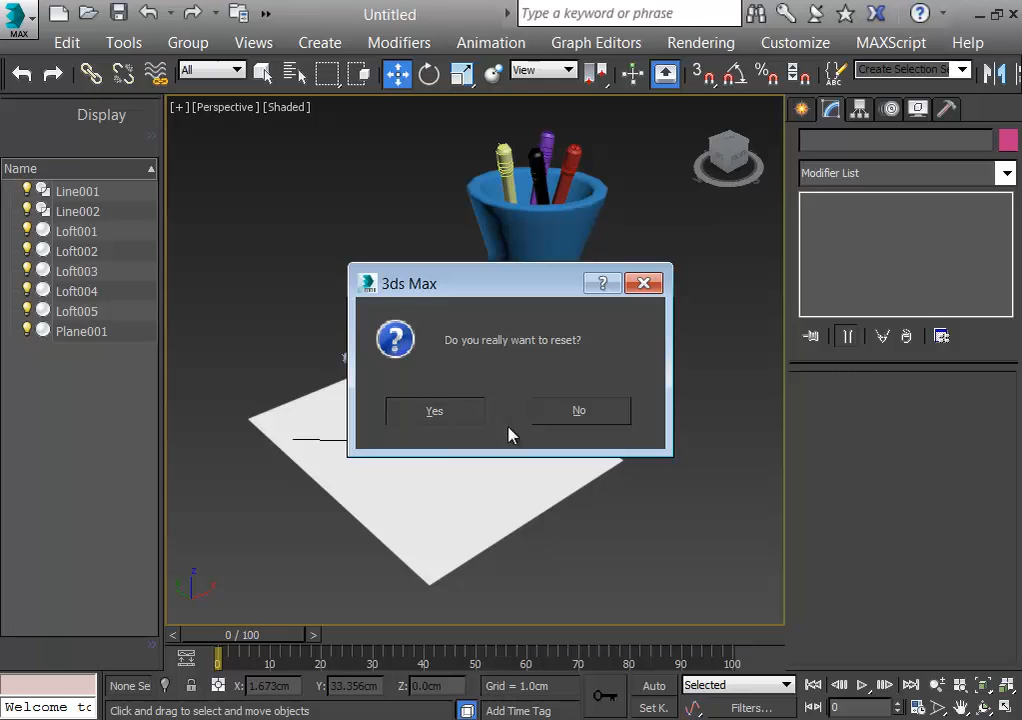 MAX
Untitled
Type a keyword or phrase
Edit
Tools
Group
Views
Create
Modifiers
Animation
Graph Editors
Rendering
Customize
MAXScript
Help
All
View
3
%
ABC
Create Selection Se
Display
[+] [Perspective] [Shaded]
Name
Line001
Line002
Loft001
Loft002
Loft003
Loft004
Loft005
Plane001
Modifier List
3ds Max
Do you really want to reset?
Yes
No
z
x
< 0 / 100 >
0 10 20 30 40 50 60 70 80 90 100
None Se
X: 1.673cm
Y: 33.356cm
Z: 0.0cm
Grid = 1.0cm
Auto
Selected
Welcome to
Click and drag to select and move objects
Add Time Tag
Set K.
Filters...
0